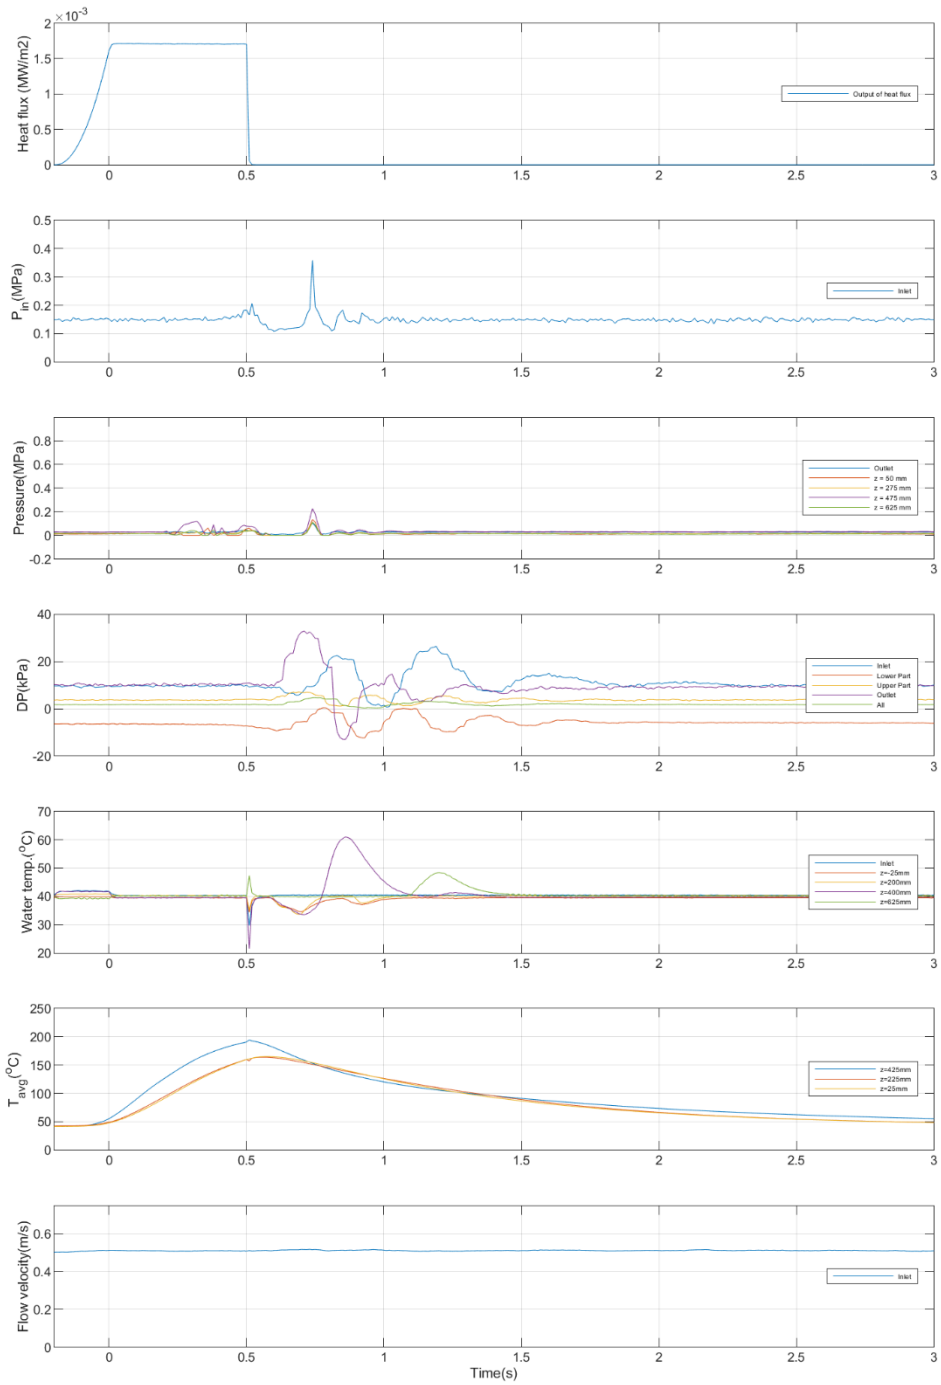 ×10⁻³
2
1.5
1
0.5
0
Heat flux (MW/m2)
Output of heat flux
0 0.5 1 1.5 2 2.5 3
0.5
0.4
0.3
0.2
0.1
0
P_in(MPa)
Inlet
0 0.5 1 1.5 2 2.5 3
0.8
0.6
0.4
0.2
0
-0.2
Pressure(MPa)
Outlet
z = 50 mm
z = 275 mm
z = 475 mm
z = 625 mm
0 0.5 1 1.5 2 2.5 3
40
20
0
-20
DP(kPa)
Inlet
Lower Part
Upper Part
Outlet
All
0 0.5 1 1.5 2 2.5 3
70
60
50
40
30
20
Water temp.(°C)
Inlet
z=-25mm
z=200mm
z=400mm
z=625mm
0 0.5 1 1.5 2 2.5 3
250
200
150
100
50
0
T_avg(°C)
z=425mm
z=225mm
z=25mm
0 0.5 1 1.5 2 2.5 3
0.6
0.4
0.2
0
Flow velocity(m/s)
Inlet
0 0.5 1 1.5 2 2.5 3
Time(s)